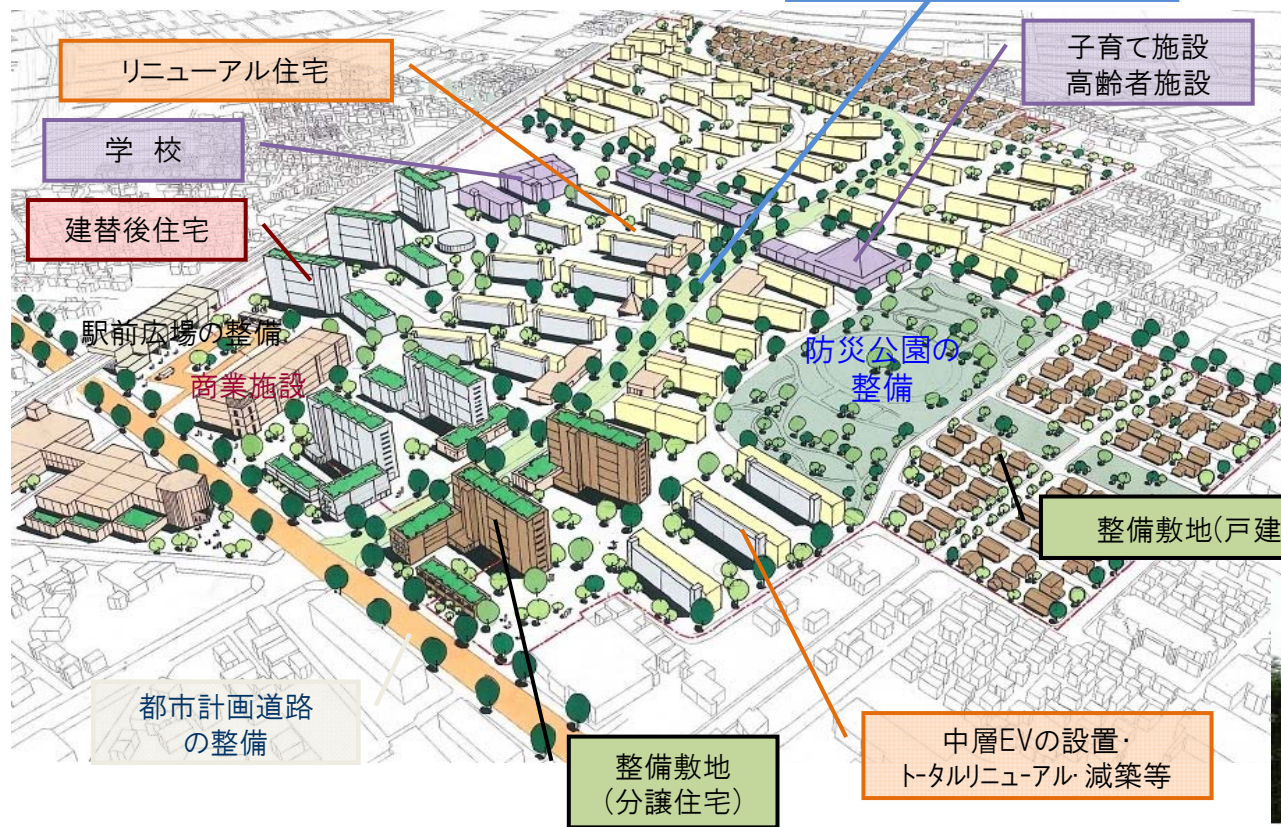 リニューアル住宅
子育て施設
高齢者施設
学 校
建替後住宅
駅前広場の整備
商業施設
防災公園の
整備
整備敷地(戸建
都市計画道路
の整備
整備敷地
(分譲住宅)
中層EVの設置・
トータルリニューアル・減築等